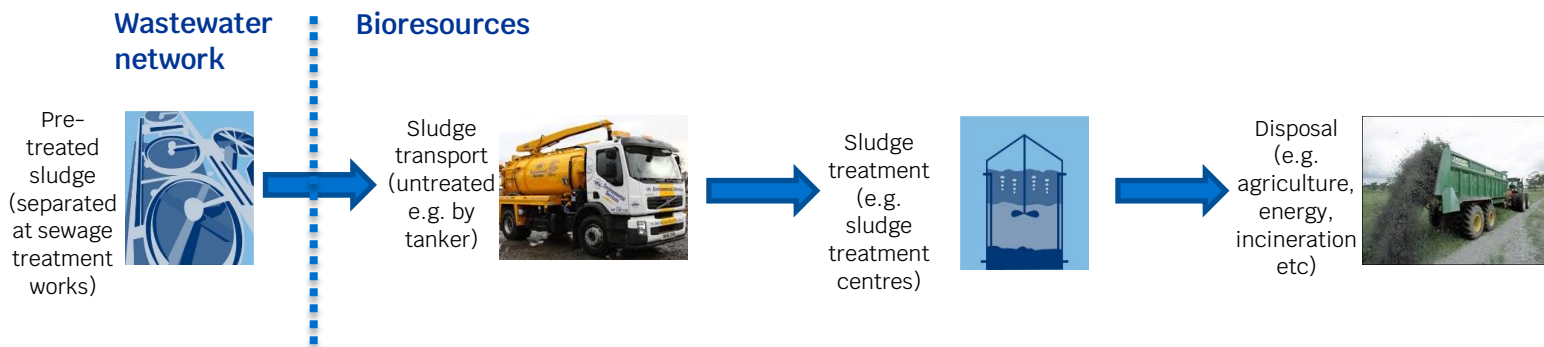 Wastewater
network
Bioresources
Pre-
treated
sludge
(separated
at sewage
treatment
works)
Sludge
transport
(untreated
e.g. by
tanker)
Sludge
treatment
(e.g.
sludge
treatment
centres)
Disposal
(e.g.
agriculture,
energy,
incineration
etc)